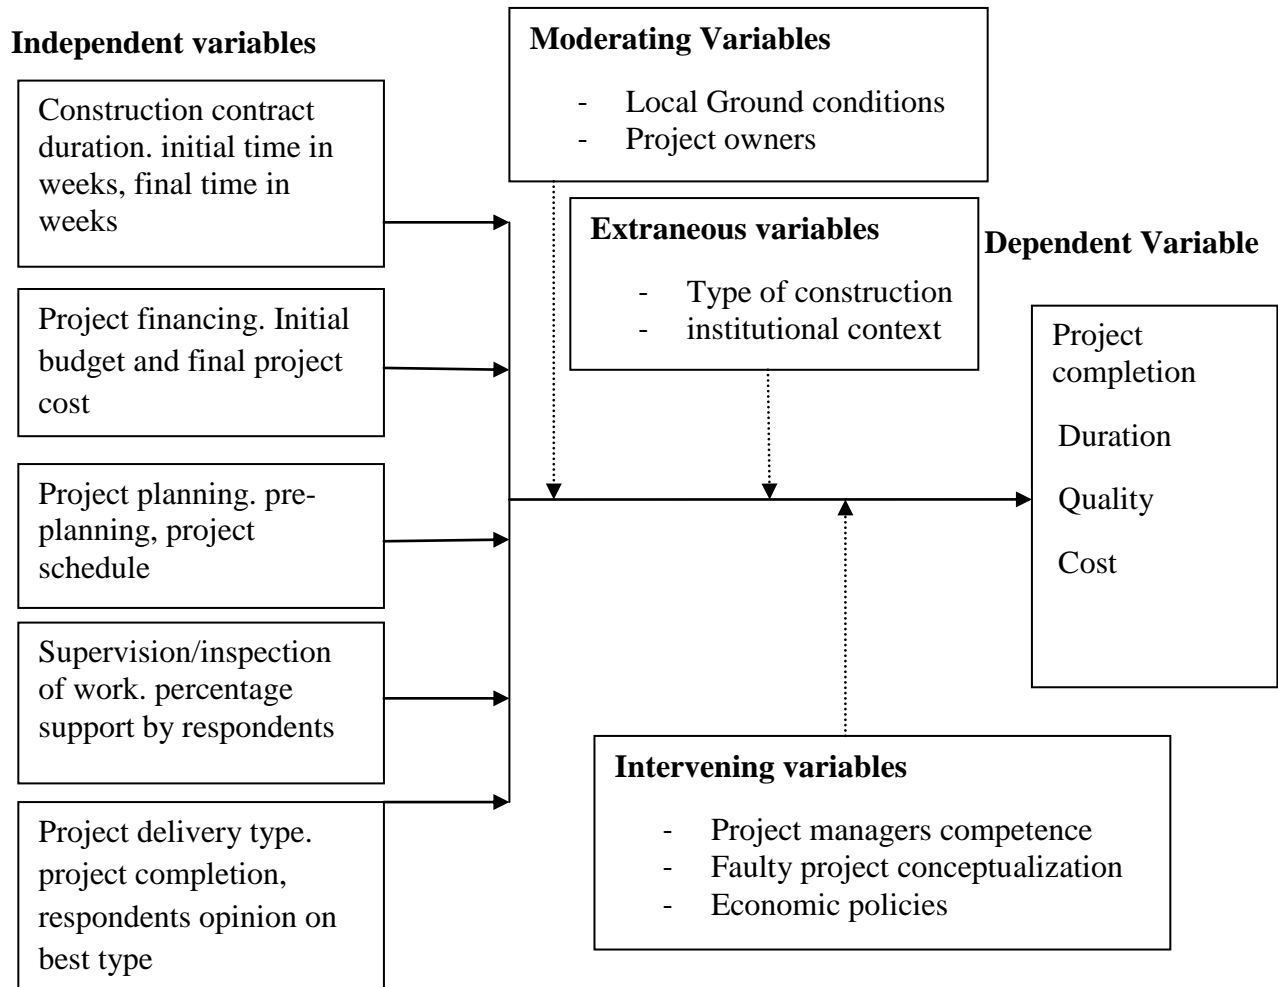 Independent variables
Construction contract
duration. initial time in
weeks, final time in
weeks
Project financing. Initial
budget and final project
cost
Project planning. pre-
planning, project
schedule
Supervision/inspection
of work. percentage
support by respondents
Project delivery type.
project completion,
respondents opinion on
best type
Moderating Variables
- Local Ground conditions
- Project owners
Extraneous variables
- Type of construction
- institutional context
Intervening variables
- Project managers competence
- Faulty project conceptualization
- Economic policies
Dependent Variable
Project
completion
Duration
Quality
Cost